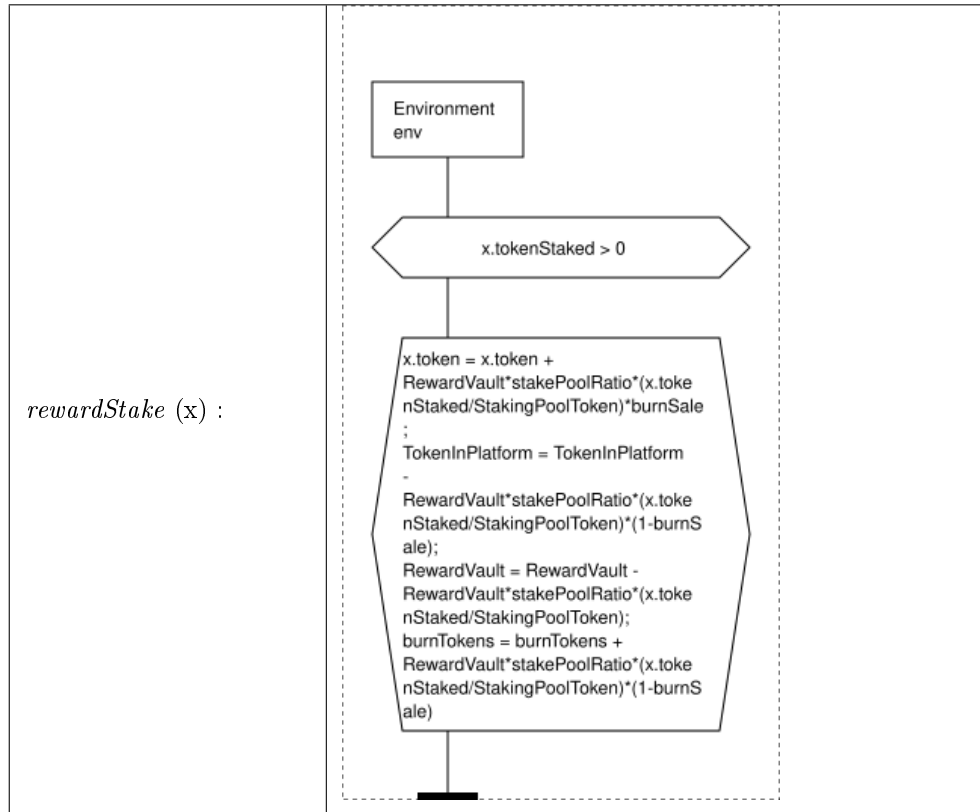 rewardStake (x) :
Environment
env
x.tokenStaked > 0
x.token = x.token +
RewardVault*stakePoolRatio*(x.toke
nStaked/StakingPoolToken)*burnSale
;
TokenInPlatform = TokenInPlatform
-
RewardVault*stakePoolRatio*(x.toke
nStaked/StakingPoolToken)*(1-burnS
ale);
RewardVault = RewardVault -
RewardVault*stakePoolRatio*(x.toke
nStaked/StakingPoolToken);
burnTokens = burnTokens +
RewardVault*stakePoolRatio*(x.toke
nStaked/StakingPoolToken)*(1-burnS
ale)